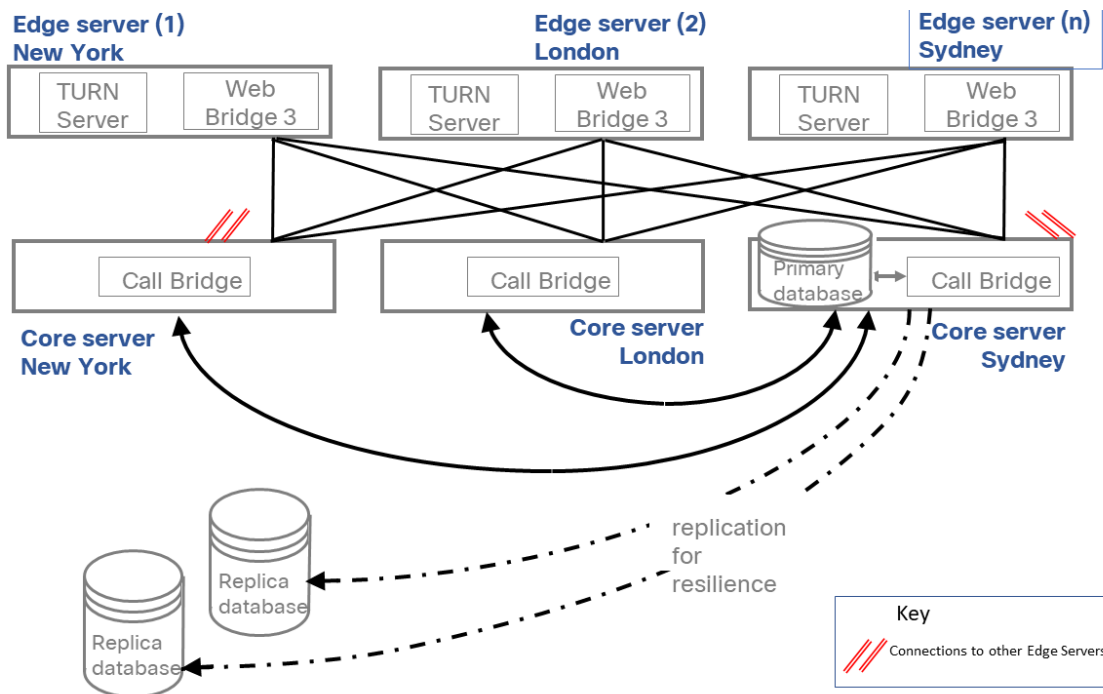 Edge server (1)
New York
Edge server (2)
London
Edge server (n)
Sydney
TURN
Server
Web
Bridge 3
TURN
Server
Web
Bridge 3
TURN
Server
Web
Bridge 3
Call Bridge
Call Bridge
Primary
database
Call Bridge
Core server
New York
Core server
London
Core server
Sydney
replication
for
resilience
Replica
database
Replica
database
Key
Connections to other Edge Servers